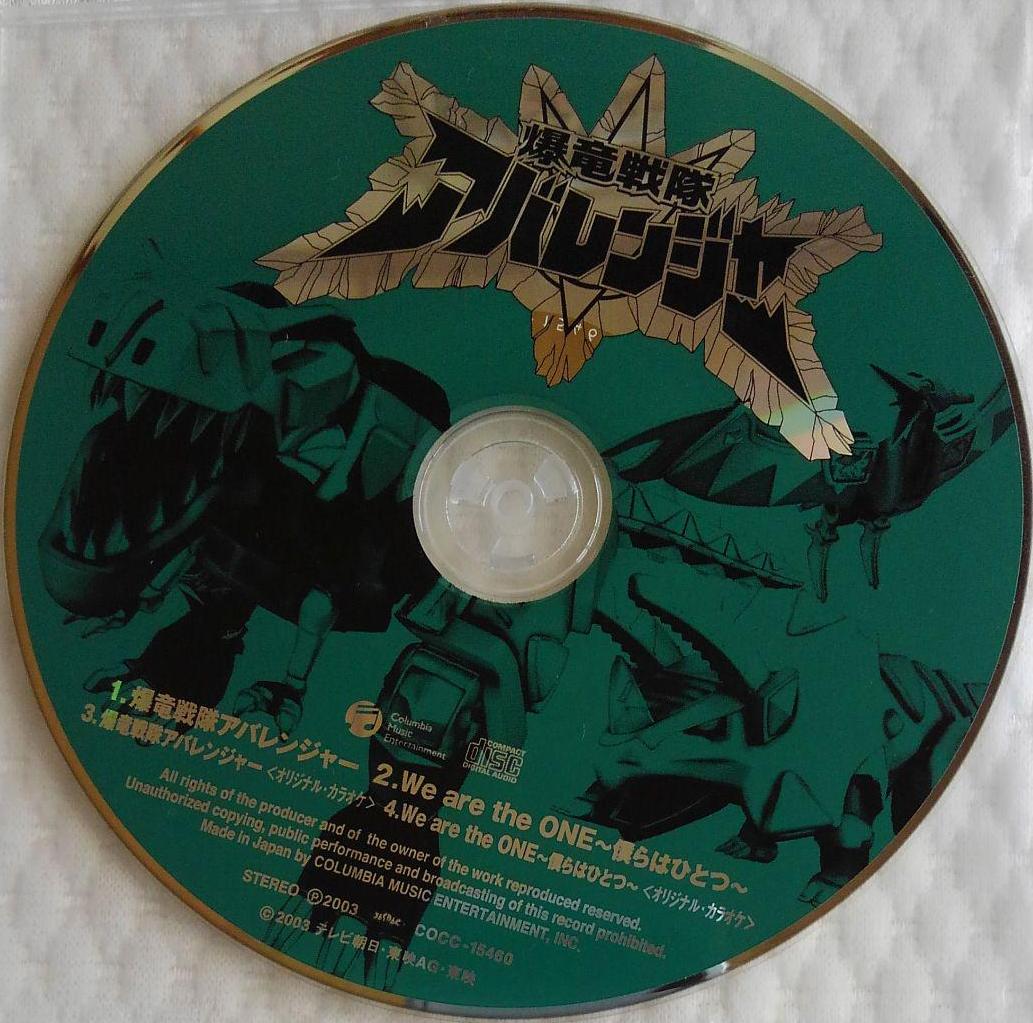 爆竜戦隊
アバレンジャー
1.爆竜戦隊アバレンジャー 2.We are the ONE～僕らはひとつ～
3.爆竜戦隊アバレンジャー＜オリジナル・カラオケ＞ 4.We are the ONE～僕らはひとつ～＜オリジナル・カラオケ＞
Columbia
Music
Entertainment
COMPACT
disc
DIGITAL AUDIO
All rights of the producer and of the owner of the work reproduced reserved.
Unauthorized copying, public performance and broadcasting of this record prohibited.
Made in Japan by COLUMBIA MUSIC ENTERTAINMENT, INC.
STEREO Ⓟ2003 JASRAC COCC-15460
©2003 テレビ朝日・東映AG・東映